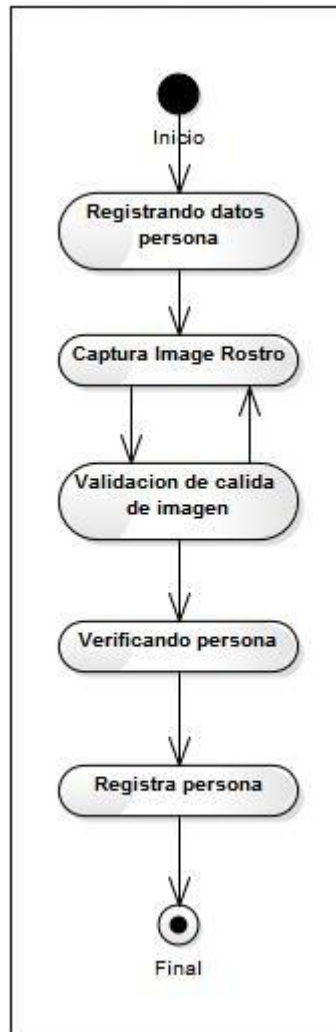 Inicio
Registrando datos
persona
Captura Image Rostro
Validacion de calida
de imagen
Verificando persona
Registra persona
Final